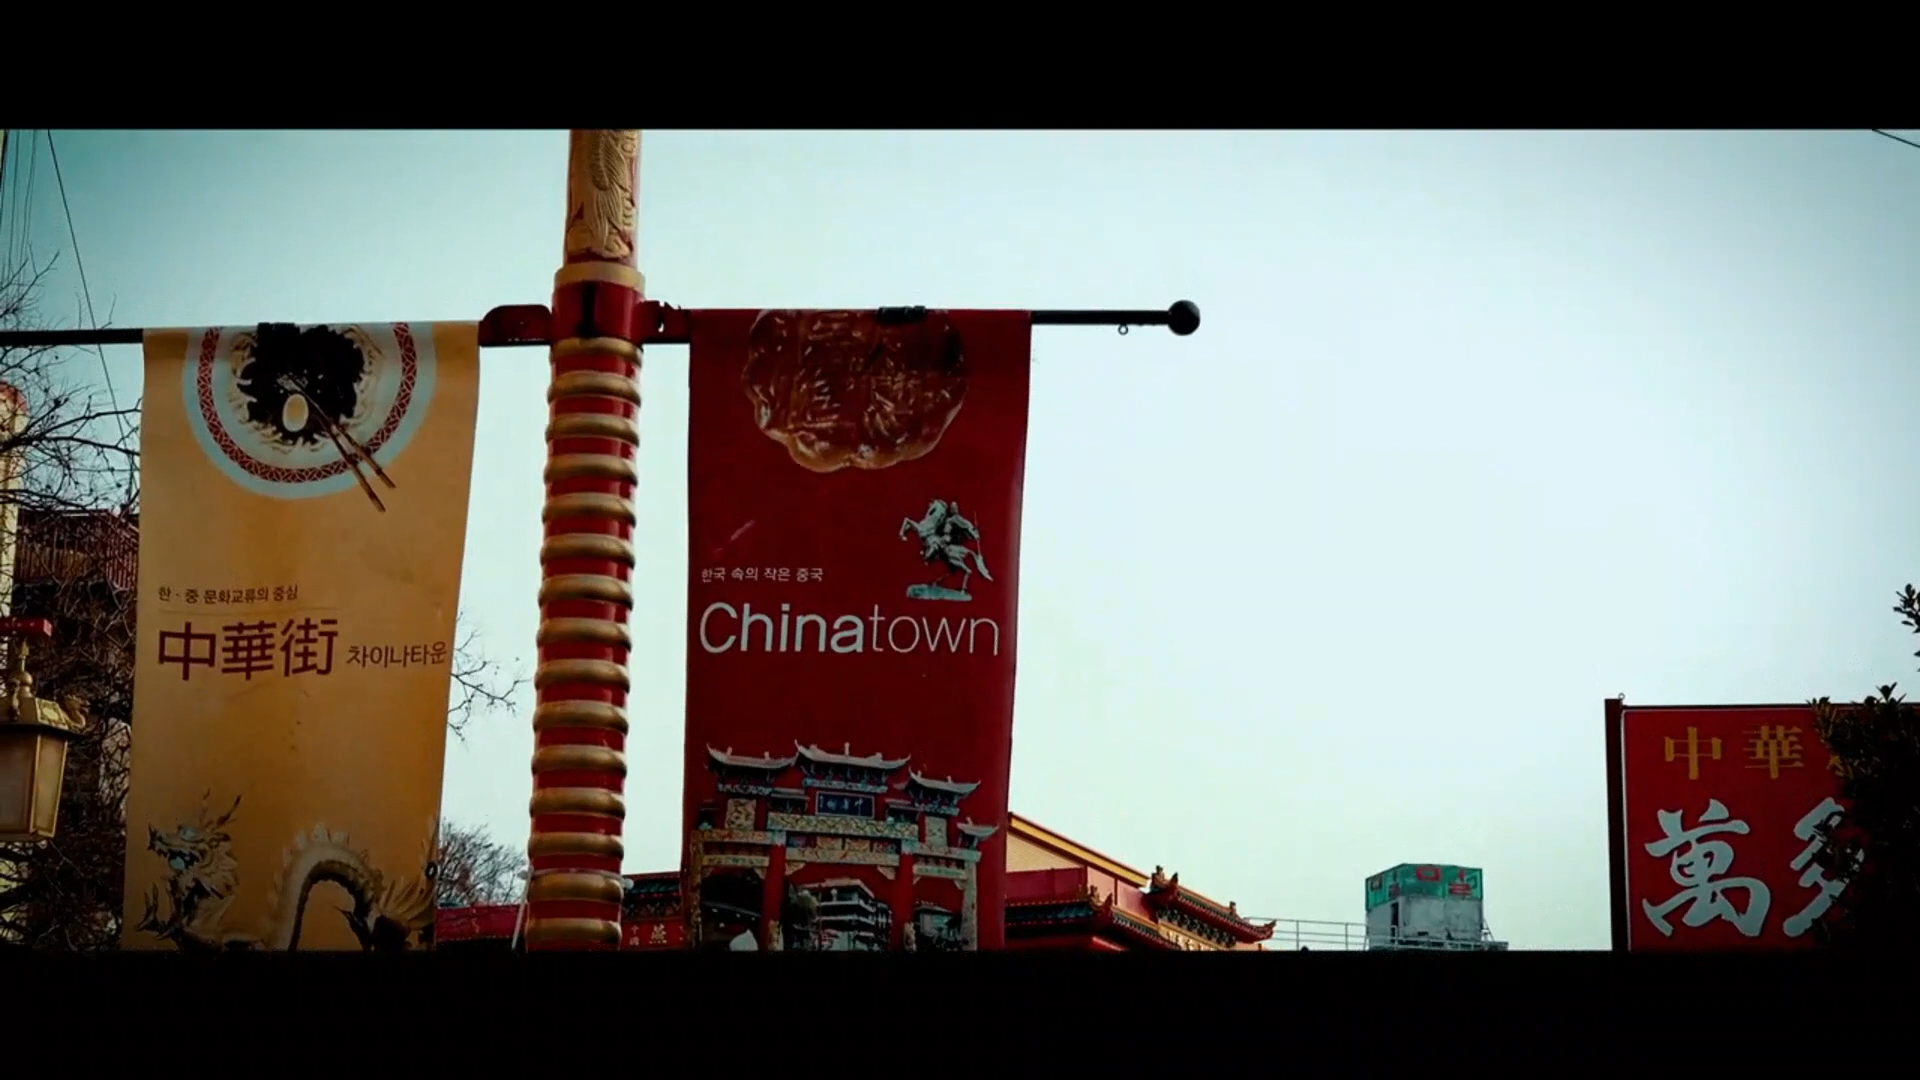 한·중 문화교류의 중심
中華街 차이나타운
한국 속의 작은 중국
Chinatown
中華
萬多